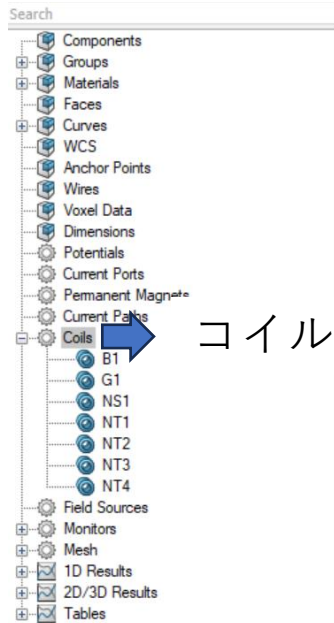 Search
Components
Groups
Materials
Faces
Curves
WCS
Anchor Points
Wires
Voxel Data
Dimensions
Potentials
Current Ports
Permanent Magnets
Current Paths
Coils
コイル
B1
G1
NS1
NT1
NT2
NT3
NT4
Field Sources
Monitors
Mesh
1D Results
2D/3D Results
Tables